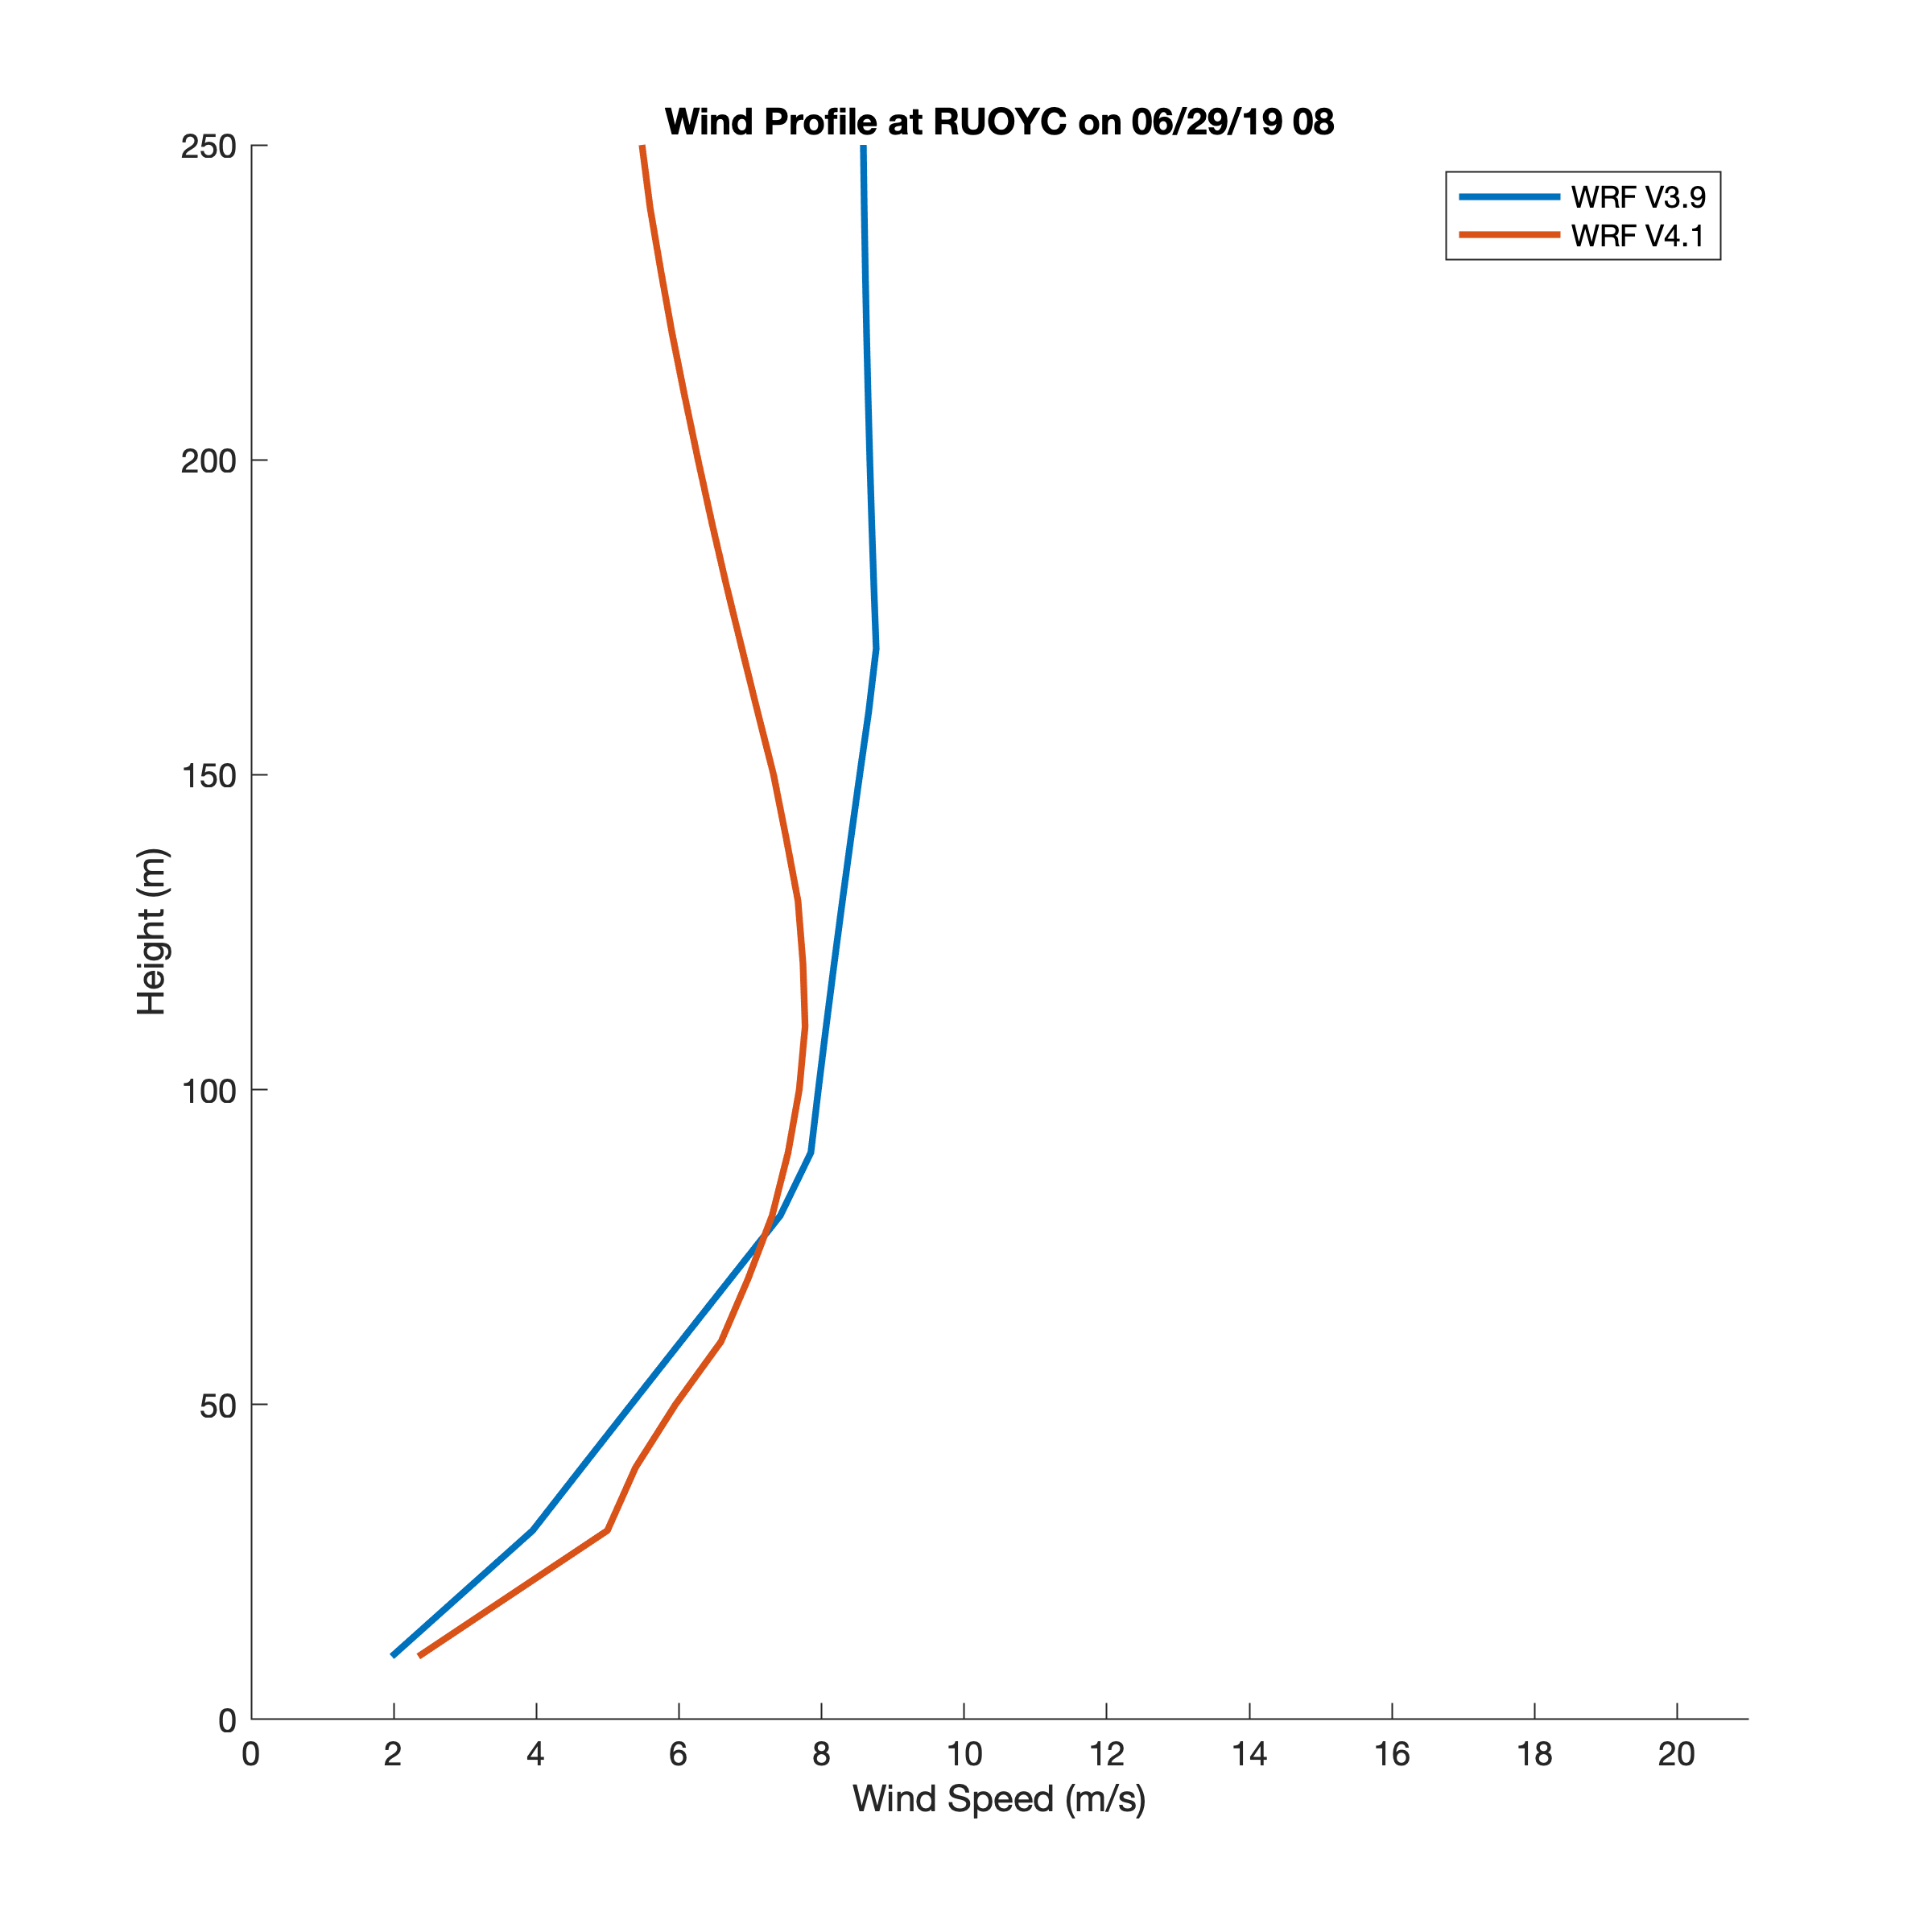 Wind Profile at RUOYC on 06/29/19 08
WRF V3.9
WRF V4.1
250
200
150
100
50
0
Height (m)
0 2 4 6 8 10 12 14 16 18 20
Wind Speed (m/s)